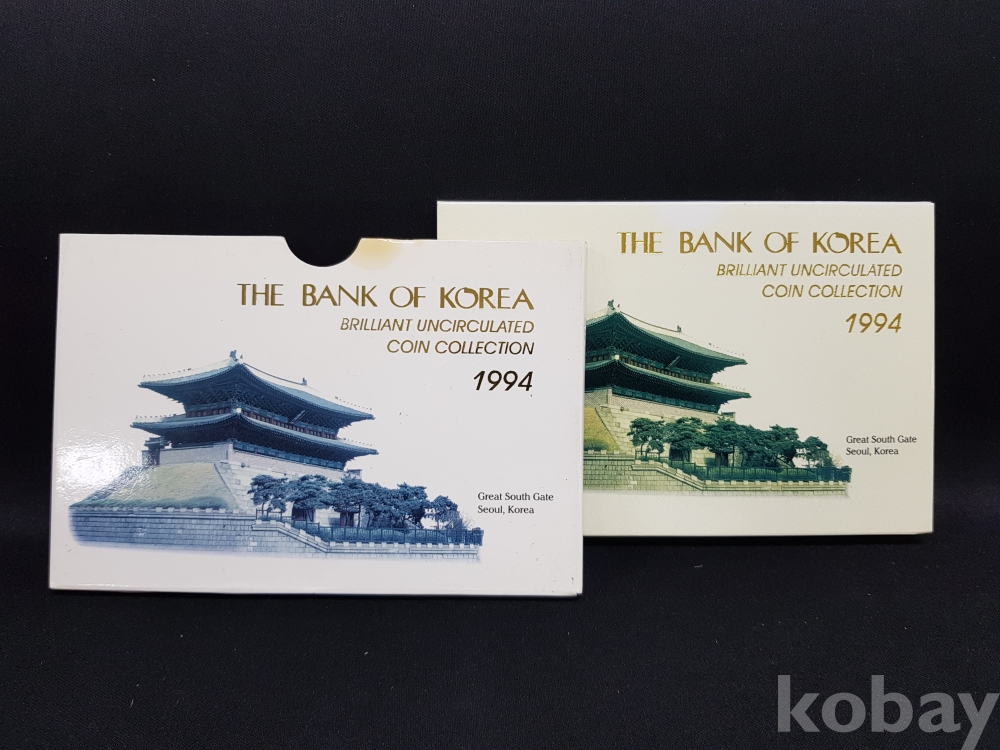 THE BANK OF KOREA
BRILLIANT UNCIRCULATED
COIN COLLECTION
1994
Great South Gate
Seoul, Korea
THE BANK OF KOREA
BRILLIANT UNCIRCULATED
COIN COLLECTION
1994
Great South Gate
Seoul, Korea
kobay